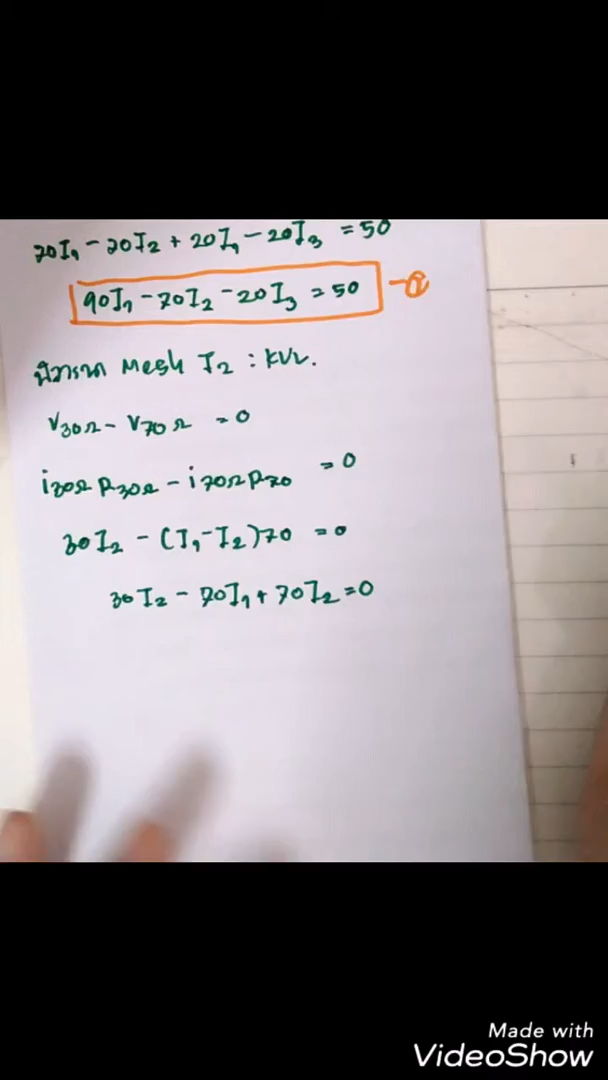 70I₁ - 70I₂ + 20I₁ - 20I₃ = 50
90I₁ - 70I₂ - 20I₃ = 50 - ①
พิจารณา Mesh I₂ : KVL.
V30Ω - V70Ω = 0
i30Ω R30Ω - i70Ω R70 = 0
30I₂ - (I₁ - I₂)70 = 0
30I₂ - 70I₁ + 70I₂ = 0
Made with
VideoShow